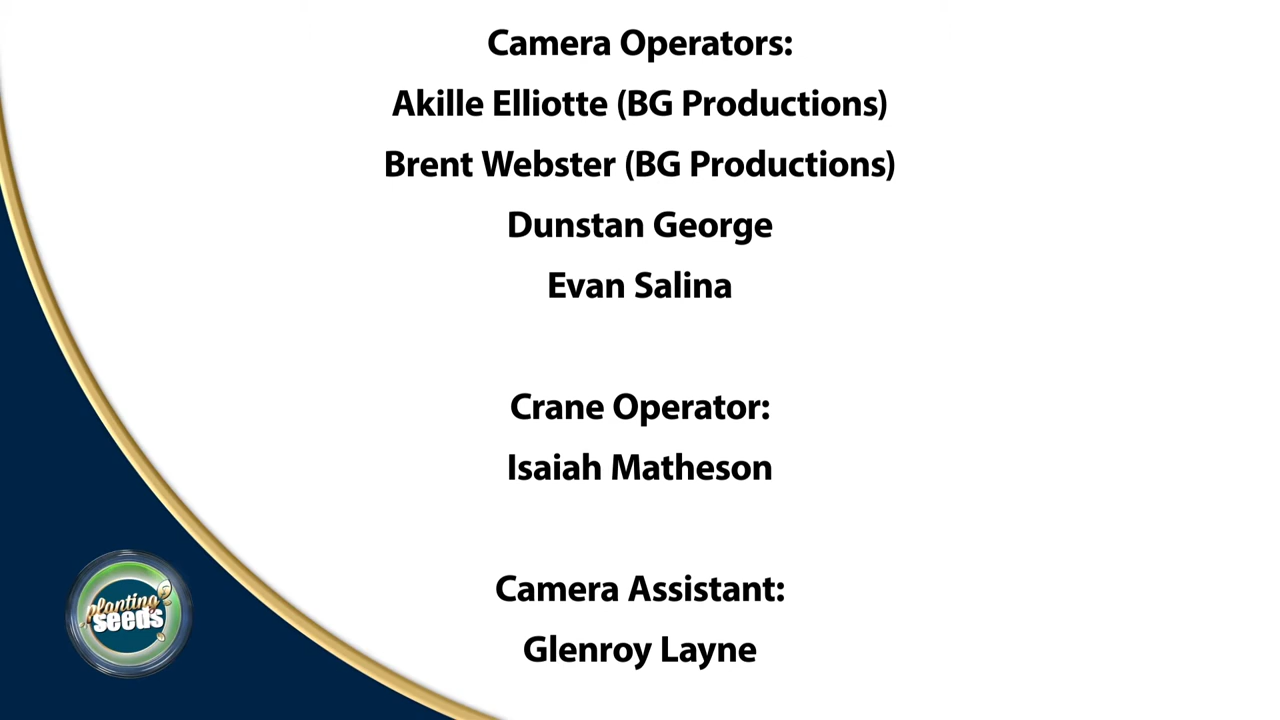 Camera Operators:
Akille Elliotte (BG Productions)
Brent Webster (BG Productions)
Dunstan George
Evan Salina
Crane Operator:
Isaiah Matheson
Camera Assistant:
Glenroy Layne
planting
seeds